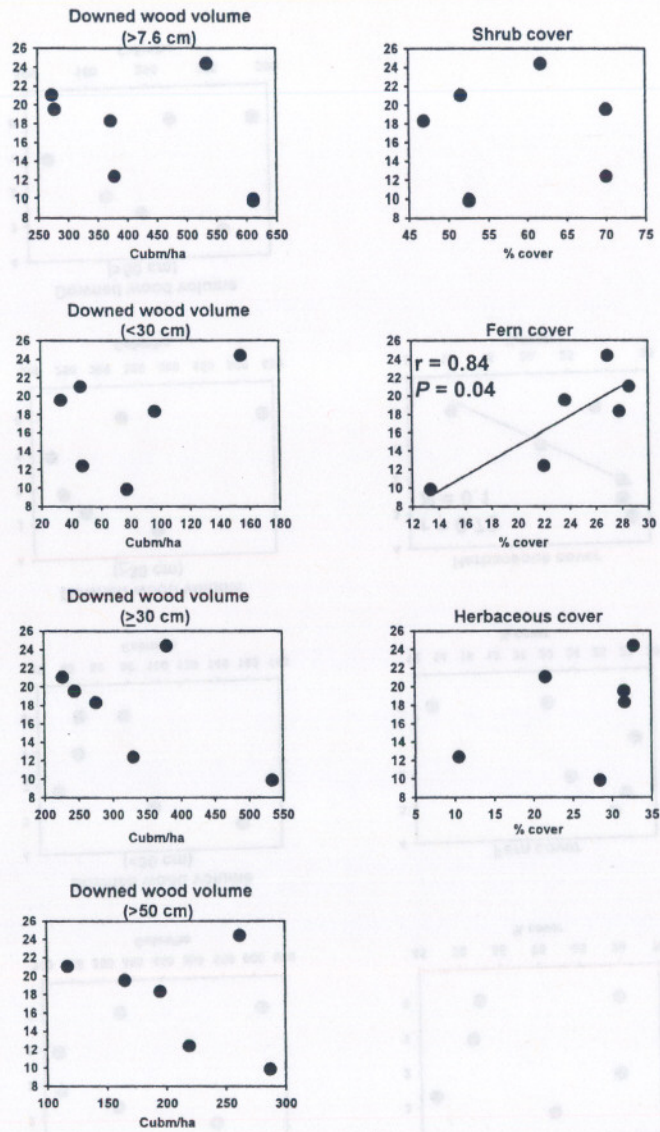 Downed wood volume
(>7.6 cm)
26
24
22
20
18
16
14
12
10
8
250 300 350 400 450 500 550 600 650
Cubm/ha
Shrub cover
26
24
22
20
18
16
14
12
10
8
45 50 55 60 65 70 75
% cover
Downed wood volume
(<30 cm)
26
24
22
20
18
16
14
12
10
8
20 40 60 80 100 120 140 160 180
Cubm/ha
Fern cover
r = 0.84
P = 0.04
26
24
22
20
18
16
14
12
10
8
12 14 16 18 20 22 24 26 28 30
% cover
Downed wood volume
(≥30 cm)
26
24
22
20
18
16
14
12
10
8
200 250 300 350 400 450 500 550
Cubm/ha
Herbaceous cover
26
24
22
20
18
16
14
12
10
8
5 10 15 20 25 30 35
% cover
Downed wood volume
(>50 cm)
26
24
22
20
18
16
14
12
10
8
100 150 200 250 300
Cubm/ha